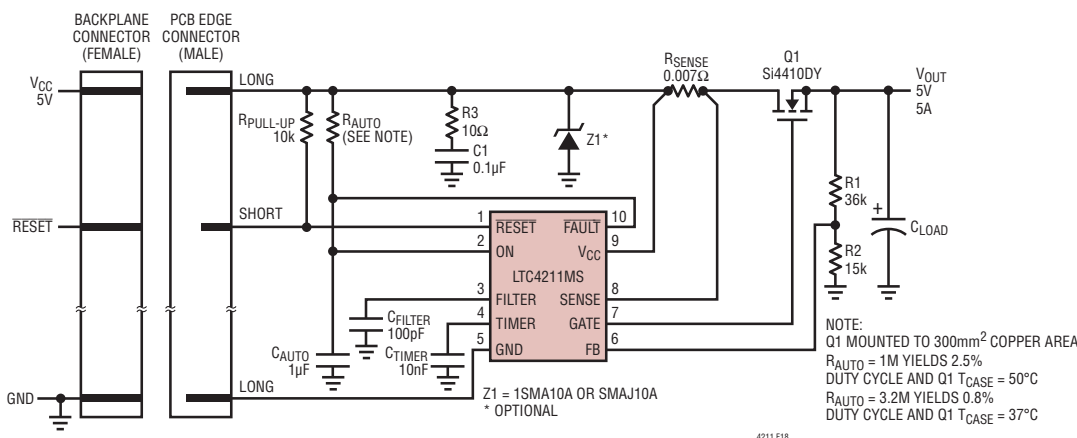 BACKPLANE
CONNECTOR
(FEMALE)
PCB EDGE
CONNECTOR
(MALE)
LONG
VCC
5V
RPULL-UP
10k
RAUTO
(SEE NOTE)
R3
10Ω
C1
0.1µF
Z1*
RSENSE
0.007Ω
Q1
Si4410DY
VOUT
5V
5A
R1
36k
+
CLOAD
R2
15k
RESET
SHORT
1
RESET
FAULT
10
2
ON
VCC
9
LTC4211MS
3
FILTER
SENSE
8
4
TIMER
GATE
7
5
GND
FB
6
CFILTER
100pF
CAUTO
1µF
CTIMER
10nF
LONG
GND
Z1 = 1SMA10A OR SMAJ10A
* OPTIONAL
NOTE:
Q1 MOUNTED TO 300mm² COPPER AREA
RAUTO = 1M YIELDS 2.5%
DUTY CYCLE AND Q1 TCASE = 50°C
RAUTO = 3.2M YIELDS 0.8%
DUTY CYCLE AND Q1 TCASE = 37°C
4211 F18